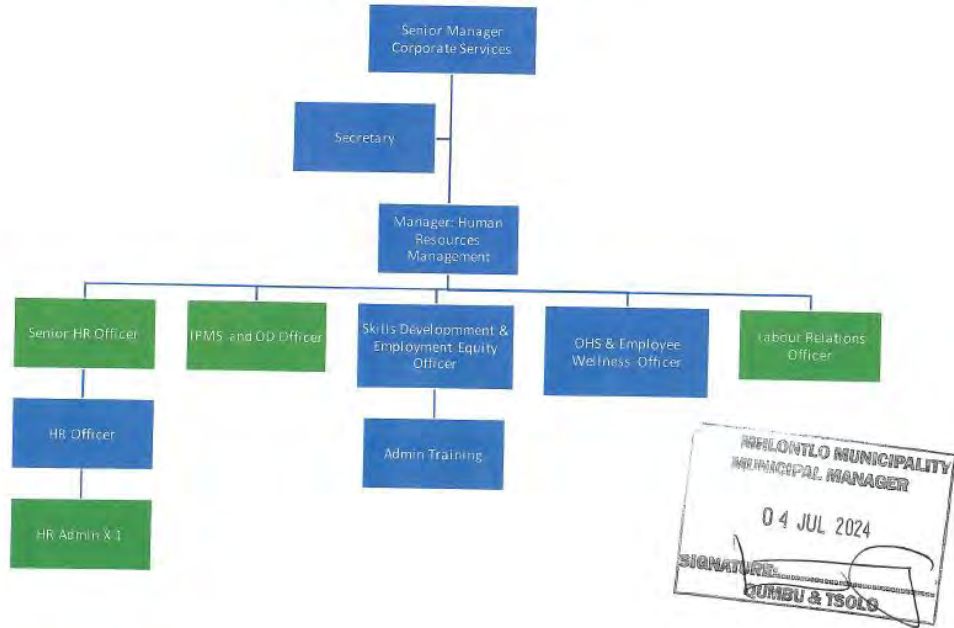 Senior Manager
Corporate Services
Secretary
Manager: Human
Resources
Management
Senior HR Officer
IPMS and OD Officer
Skills Developmment &
Employment Equity
Officer
OHS & Employee
Wellness Officer
Labour Relations
Officer
HR Officer
Admin Training
HR Admin X 1
MHLONTLO MUNICIPALITY
MUNICIPAL MANAGER
04 JUL 2024
SIGNATURE:
QUMBU & TSOLO